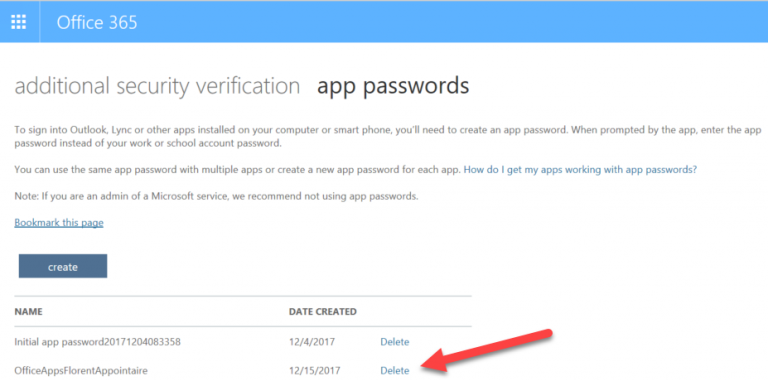 Office 365
additional security verification app passwords
To sign into Outlook, Lync or other apps installed on your computer or smart phone, you'll need to create an app password. When prompted by the app, enter the app
password instead of your work or school account password.
You can use the same app password with multiple apps or create a new app password for each app. How do I get my apps working with app passwords?
Note: If you are an admin of a Microsoft service, we recommend not using app passwords.
Bookmark this page
create
NAME DATE CREATED
Initial app password20171204083358 12/4/2017 Delete
OfficeAppsFlorentAppointaire 12/15/2017 Delete